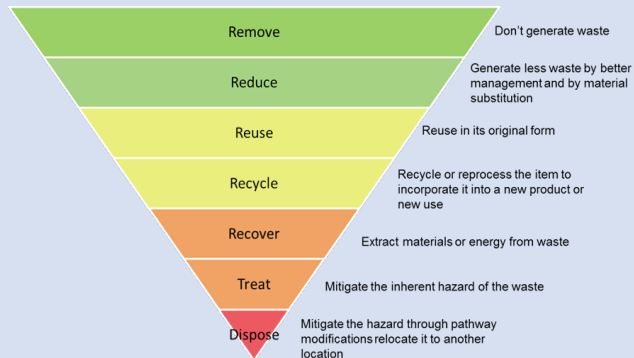 Remove
Don't generate waste
Reduce
Generate less waste by better
management and by material
substitution
Reuse
Reuse in its original form
Recycle
Recycle or reprocess the item to
incorporate it into a new product or
new use
Recover
Extract materials or energy from waste
Treat
Mitigate the inherent hazard of the waste
Dispose
Mitigate the hazard through pathway
modifications relocate it to another
location